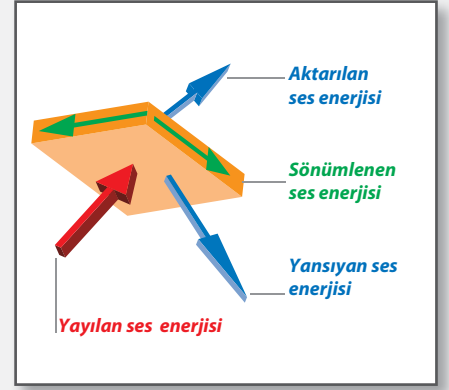 Aktarılan
ses enerjisi
Sönümlenen
ses enerjisi
Yansıyan ses
enerjisi
Yayılan ses enerjisi